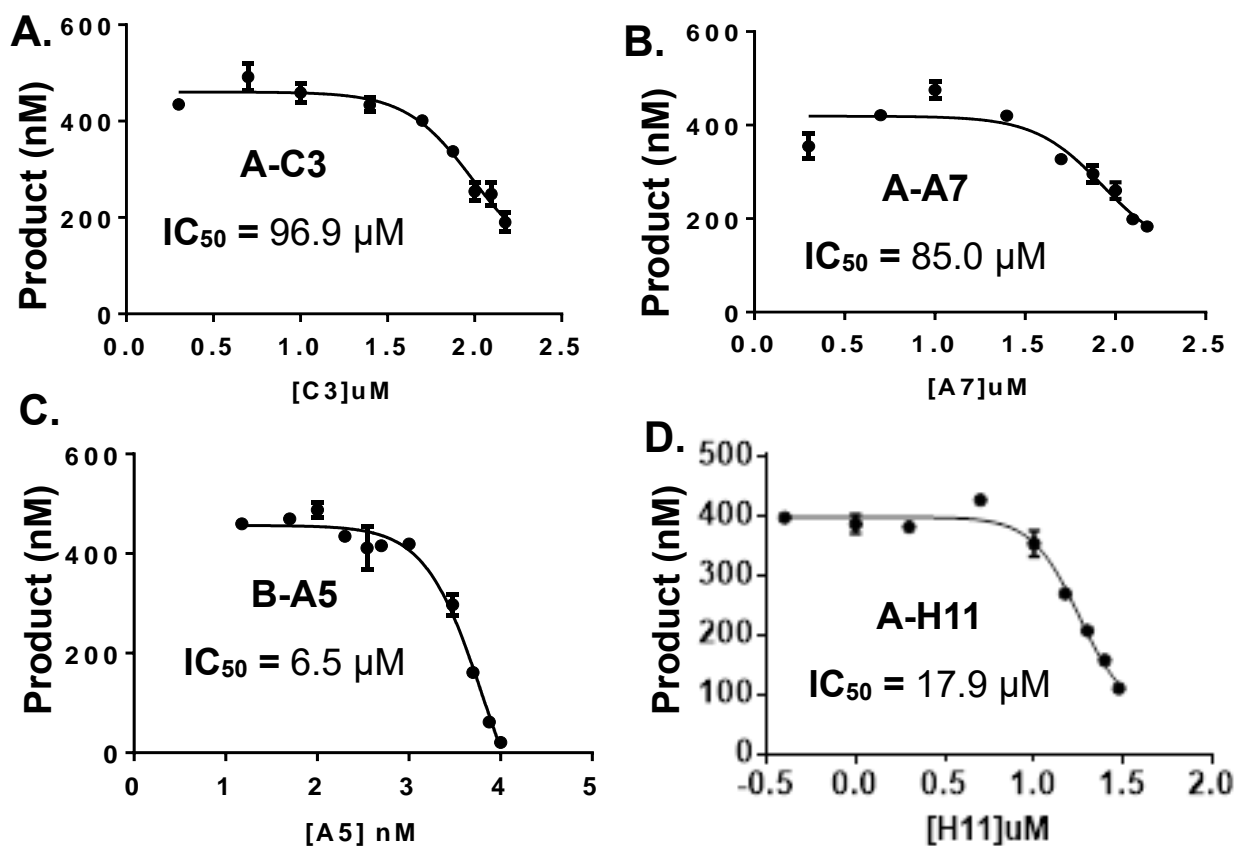 A.
Product (nM)
600
400
200
0
A-C3
IC₅₀ = 96.9 µM
0.0 0.5 1.0 1.5 2.0 2.5
[C3]uM
B.
Product (nM)
600
400
200
0
A-A7
IC₅₀ = 85.0 µM
0.0 0.5 1.0 1.5 2.0 2.5
[A7]uM
C.
Product (nM)
600
400
200
0
B-A5
IC₅₀ = 6.5 µM
0 1 2 3 4 5
[A5] nM
D.
Product (nM)
500
400
300
200
100
0
A-H11
IC₅₀ = 17.9 µM
-0.5 0.0 0.5 1.0 1.5 2.0
[H11]uM